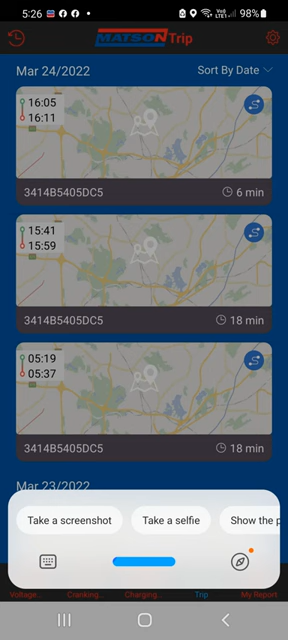 5:26 98%
MATSON Trip
Mar 24/2022 Sort By Date
16:05
16:11
3414B5405DC5 6 min
15:41
15:59
3414B5405DC5 18 min
05:19
05:37
3414B5405DC5 18 min
Mar 23/2022
Take a screenshot Take a selfie Show the p
Voltage... Cranking... Charging... Trip My Report